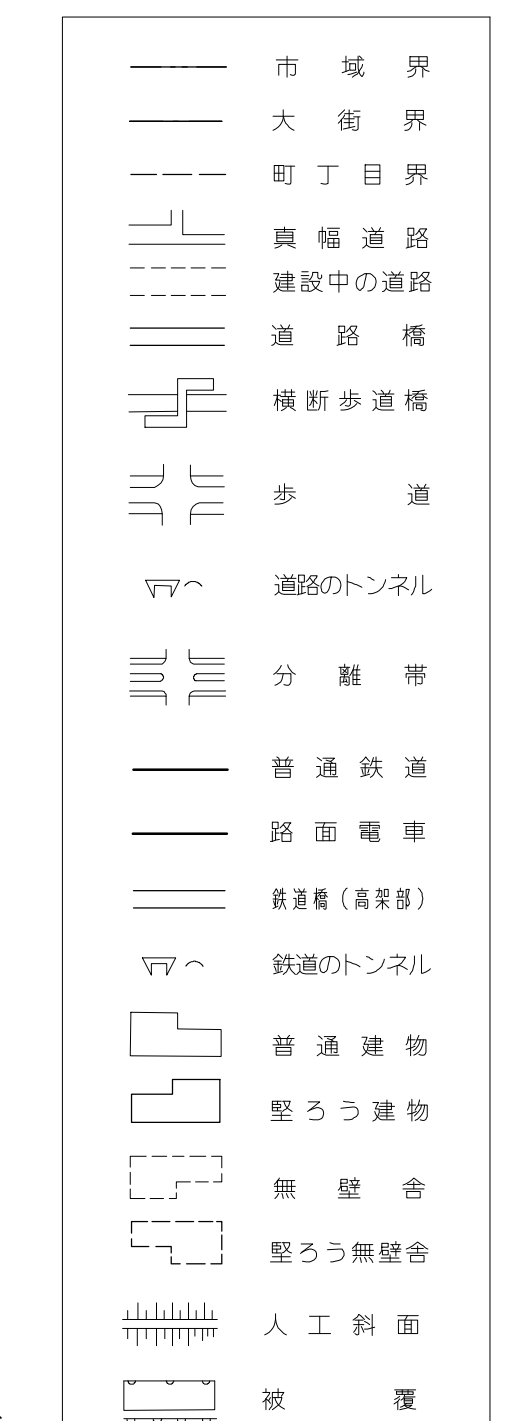 市域界
大街界
町丁目界
真幅道路
建設中の道路
道路橋
横断歩道橋
歩道
道路のトンネル
分離帯
普通鉄道
路面電車
鉄道橋（高架部）
鉄道のトンネル
普通建物
堅ろう建物
無壁舎
堅ろう無壁舎
人工斜面
被覆